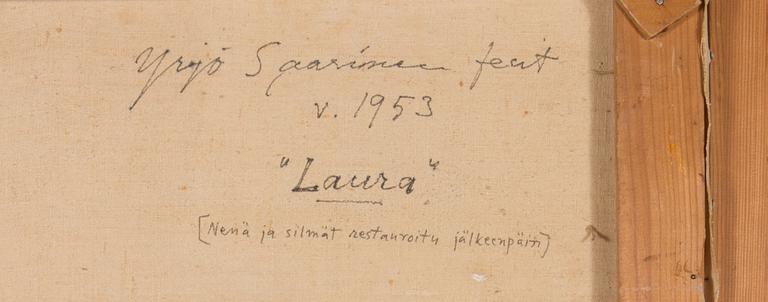 Yrjö Saarinen fecit
v. 1953
"Laura"
[Nenä ja silmät restauroitu jälkeenpäin]